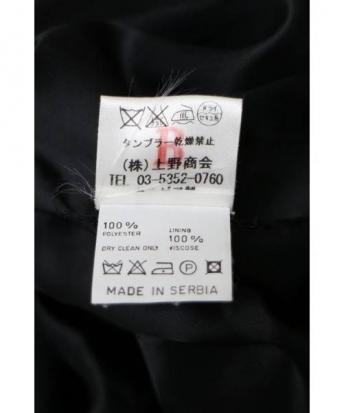 ドライ
セキユ系
タンブラー乾燥禁止
(株)上野商会
TEL 03-5352-0760
B
100% POLYESTER
LINING 100% VISCOSE
DRY CLEAN ONLY
MADE IN SERBIA